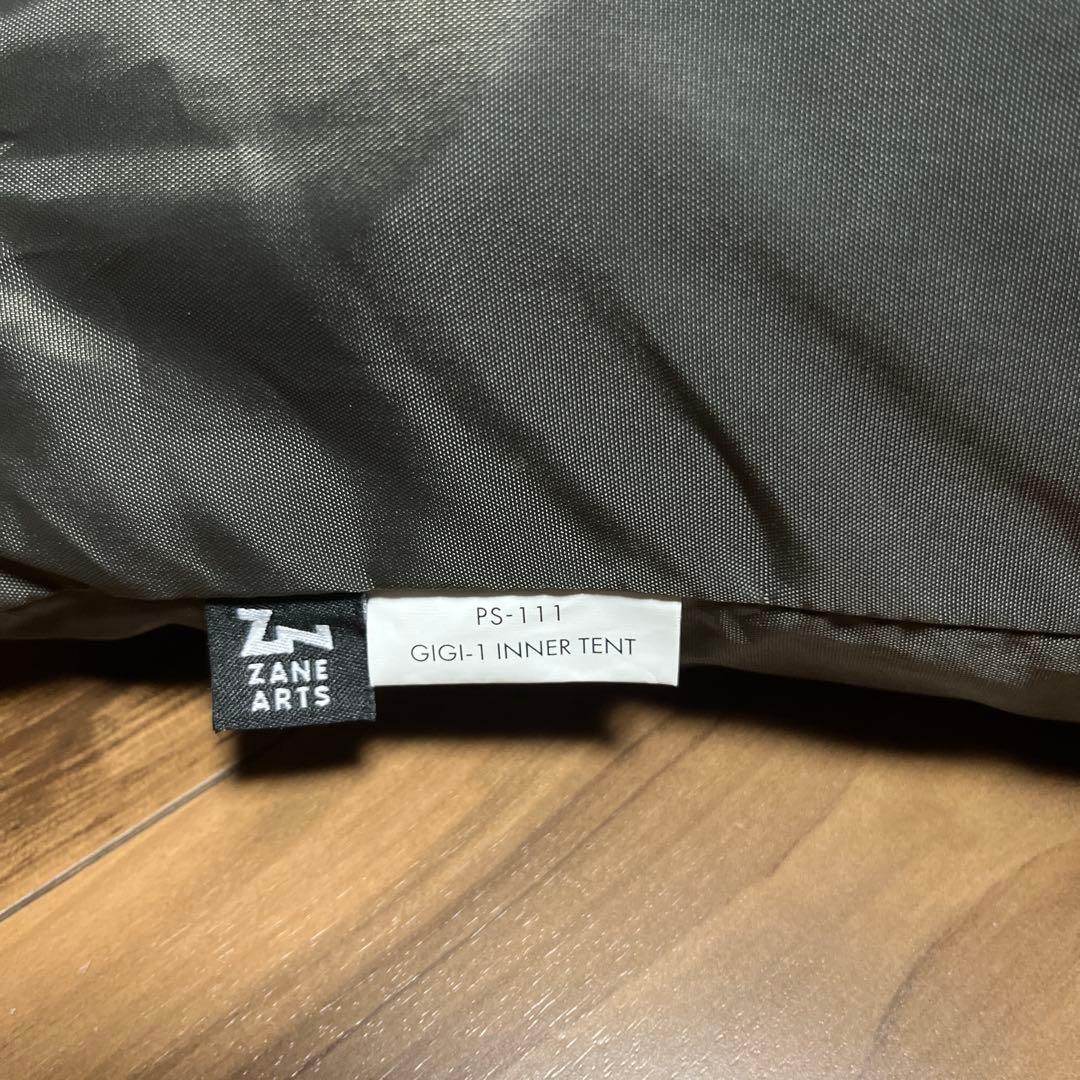 ZANE
ARTS
PS-111
GIGI-1 INNER TENT